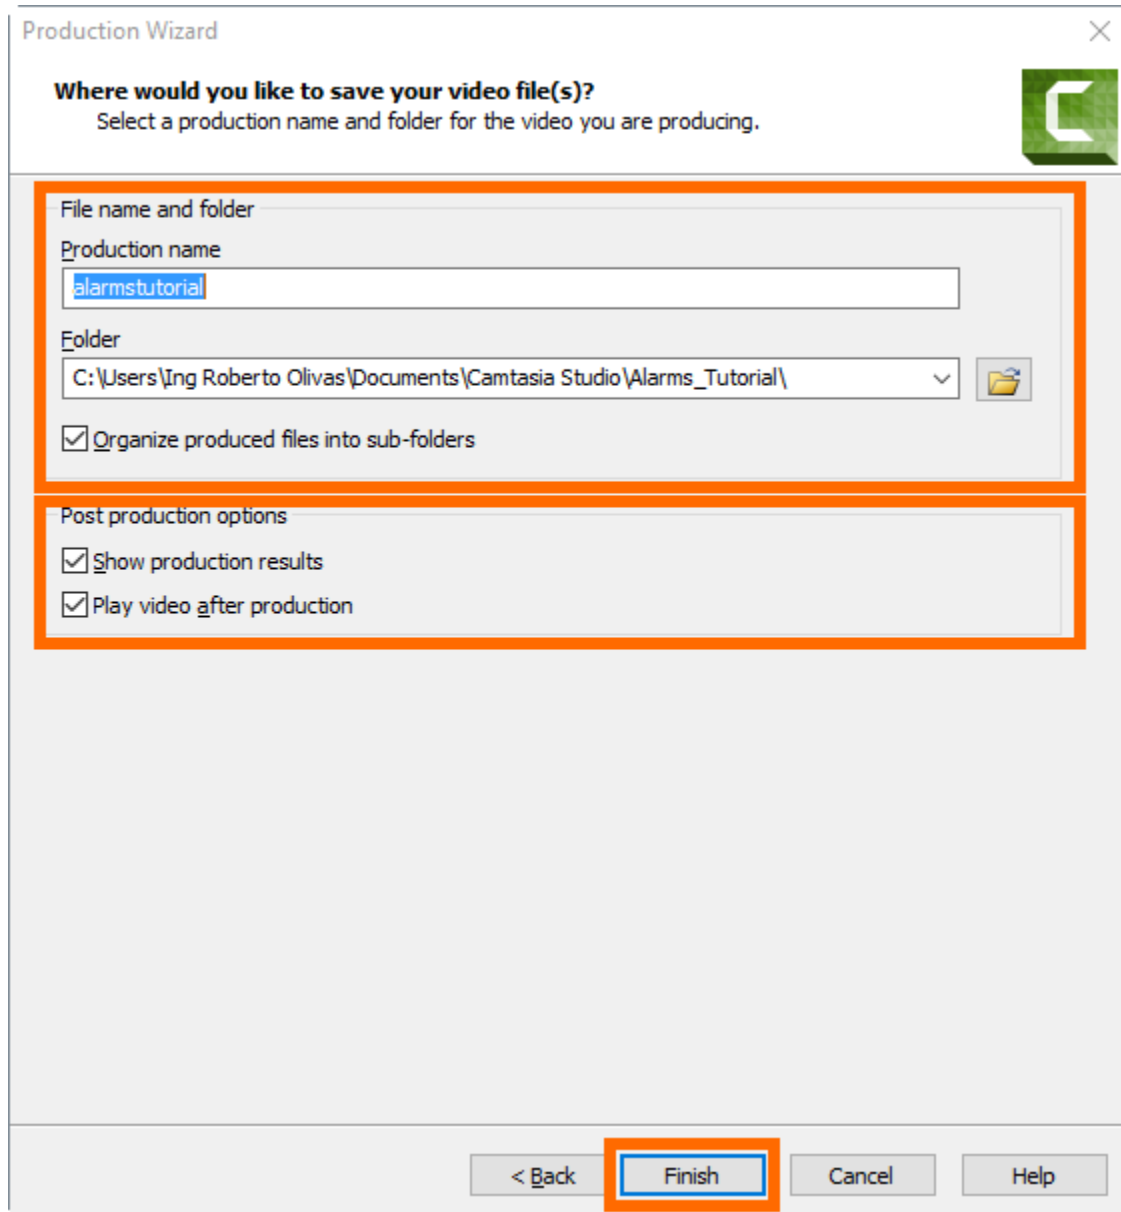 Production Wizard
Where would you like to save your video file(s)?
Select a production name and folder for the video you are producing.
File name and folder
Production name
alarmstutorial
Folder
C:\Users\Ing Roberto Olivas\Documents\Camtasia Studio\Alarms_Tutorial\
Organize produced files into sub-folders
Post production options
Show production results
Play video after production
< Back Finish Cancel Help